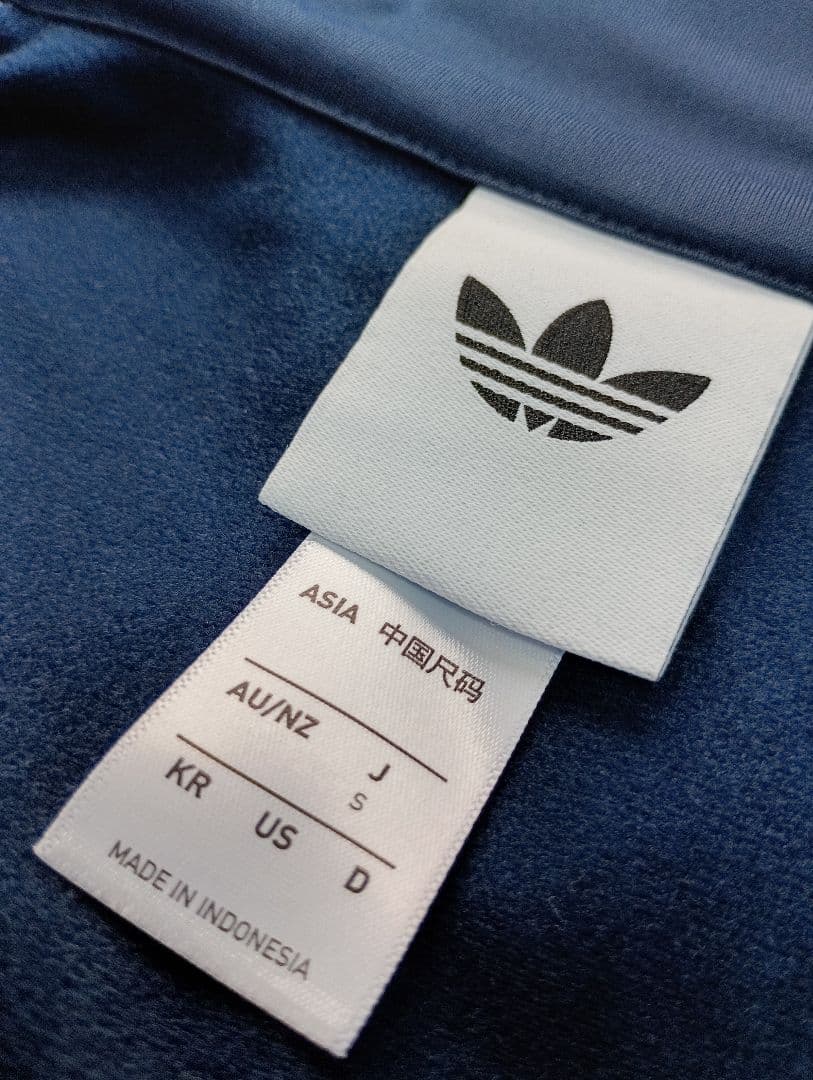 ASIA 中国尺码
AU/NZ J
S
KR US D
MADE IN INDONESIA